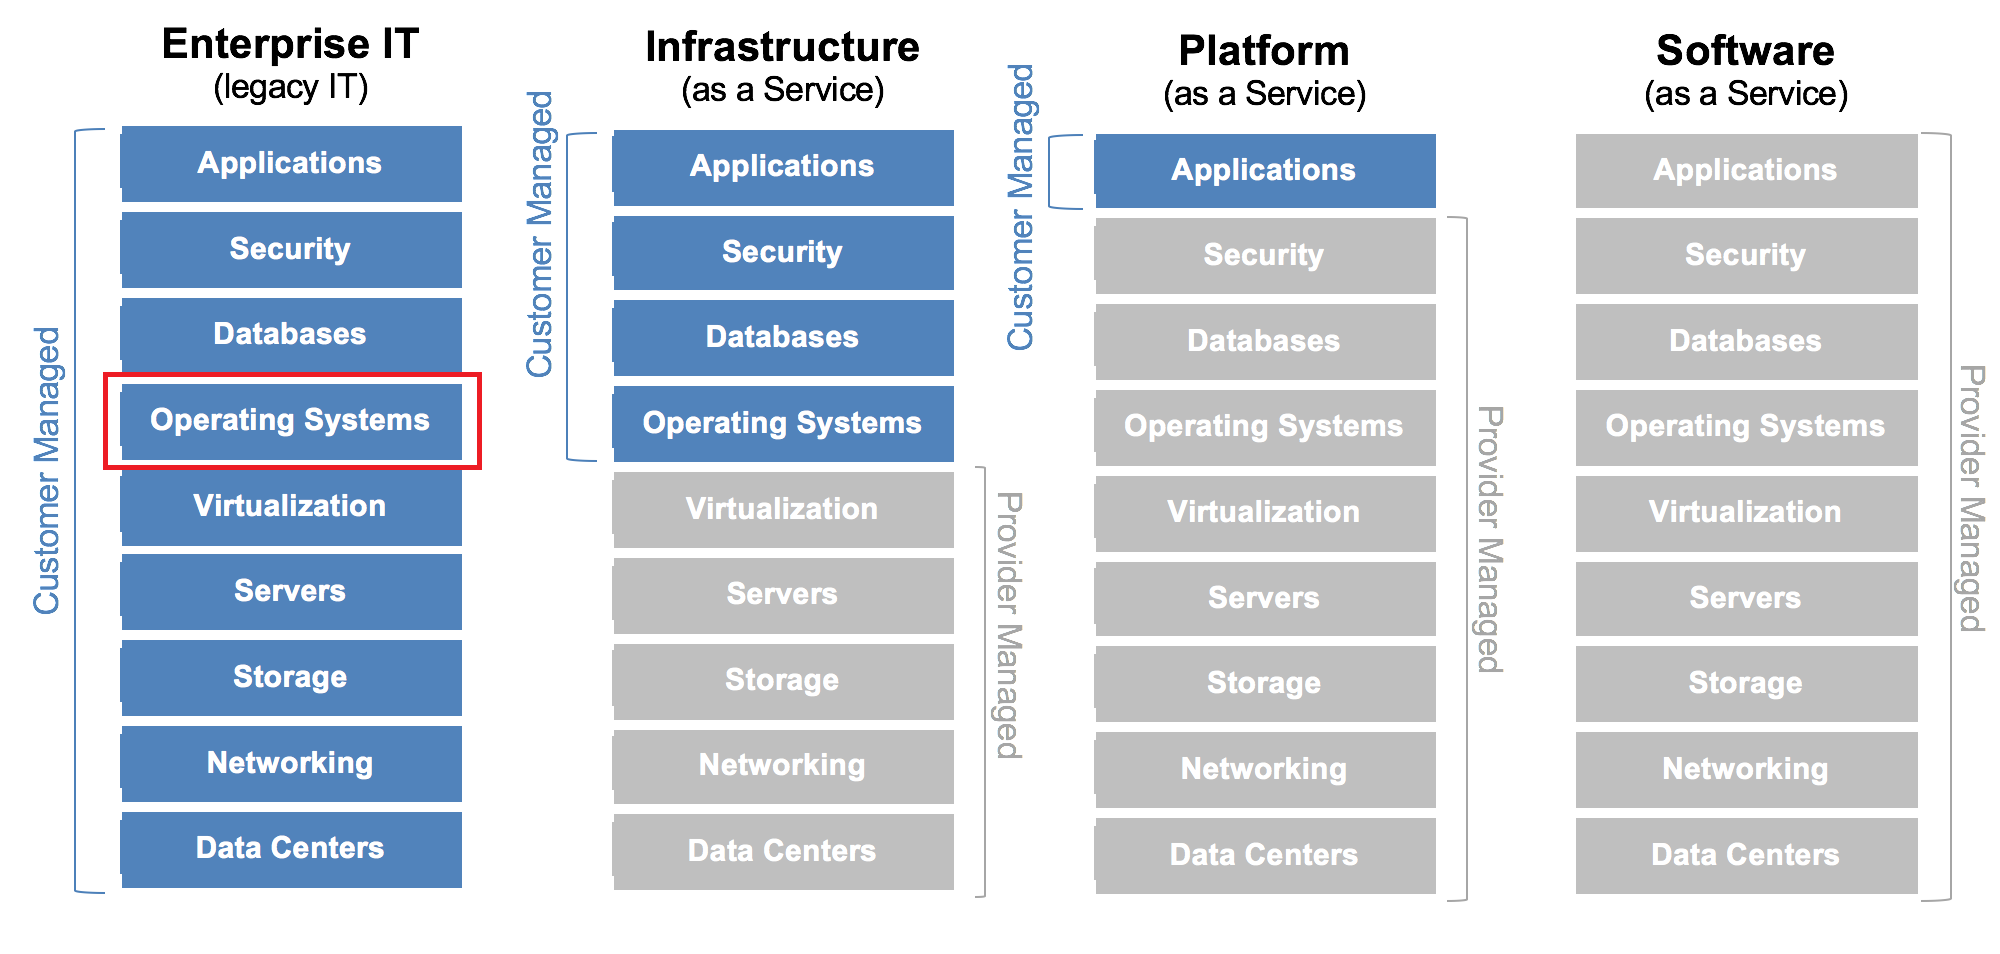 Enterprise IT
(legacy IT)
Customer Managed
Applications
Security
Databases
Operating Systems
Virtualization
Servers
Storage
Networking
Data Centers
Infrastructure
(as a Service)
Customer Managed
Applications
Security
Databases
Operating Systems
Virtualization
Servers
Storage
Networking
Data Centers
Provider Managed
Platform
(as a Service)
Customer Managed
Applications
Security
Databases
Operating Systems
Virtualization
Servers
Storage
Networking
Data Centers
Provider Managed
Software
(as a Service)
Applications
Security
Databases
Operating Systems
Virtualization
Servers
Storage
Networking
Data Centers
Provider Managed